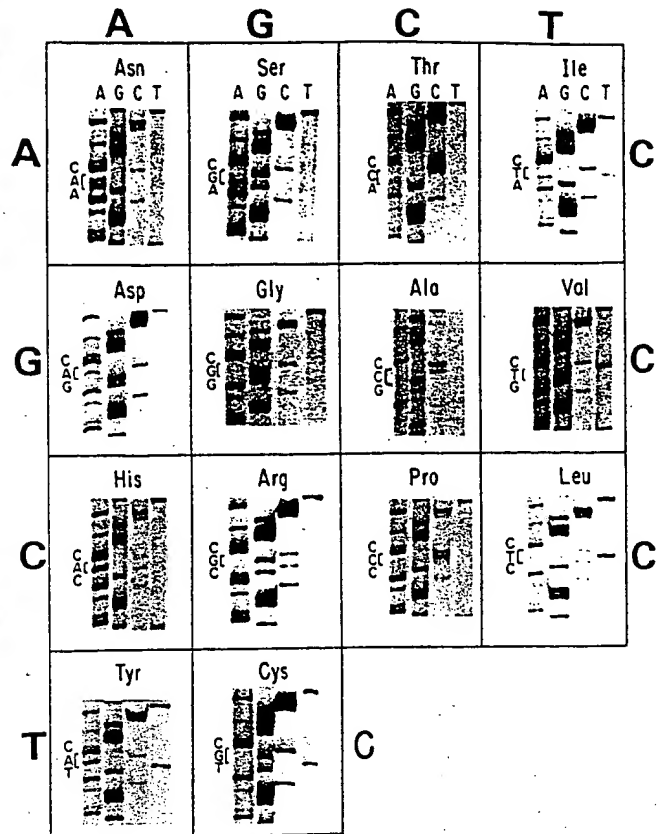 A G C T
Asn Ser Thr Ile
A G C T A G C T A G C T A G C T
A C
C C C C
A G C T
A A A A
Asp Gly Ala Val
G C
C C C C
A G C T
G G G G
His Arg Pro Leu
C C
C C C C
A G C T
C C C C
Tyr Cys
T C
C C
A G
T T